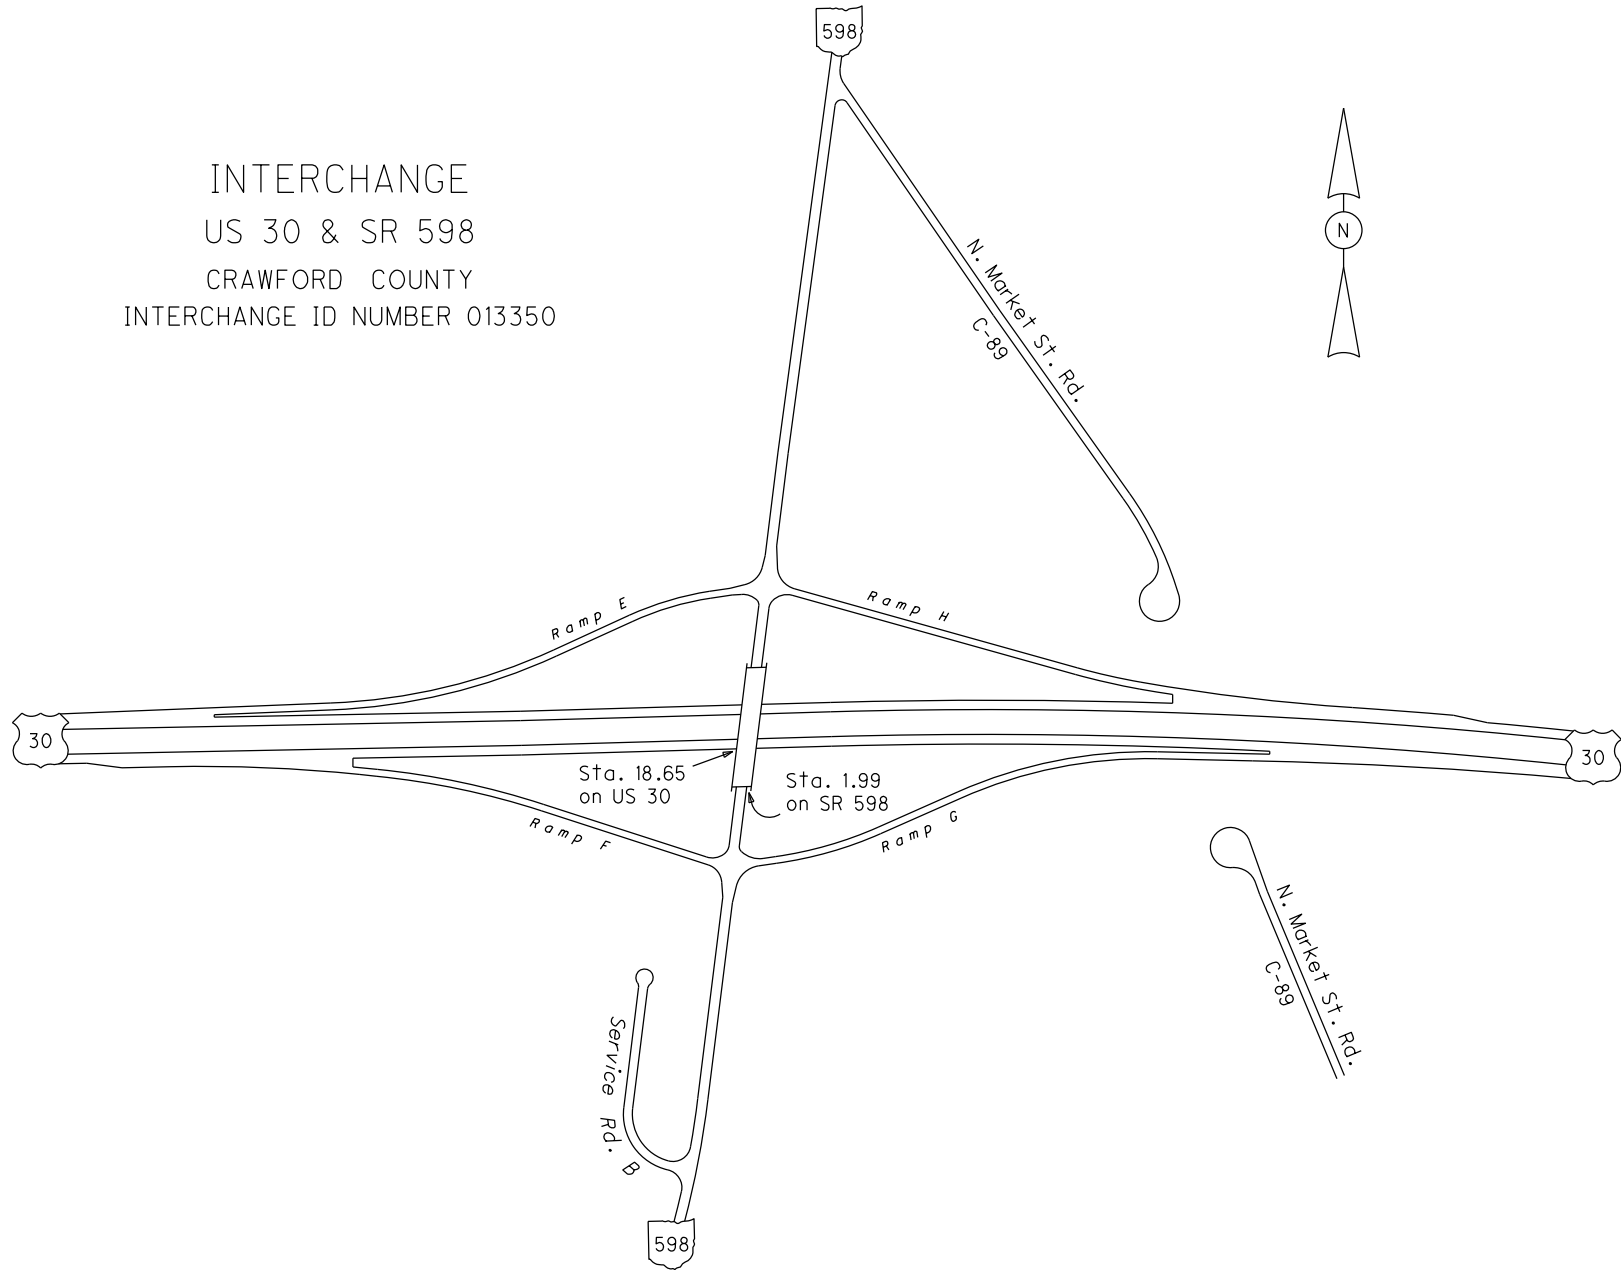 598
INTERCHANGE
US 30 & SR 598
CRAWFORD COUNTY
INTERCHANGE ID NUMBER 013350
N
N. Market St. Rd.
C-89
Ramp E
Ramp H
30
30
Sta. 18.65
on US 30
Sta. 1.99
on SR 598
Ramp F
Ramp G
N. Market St. Rd.
C-89
Service Rd. B
598